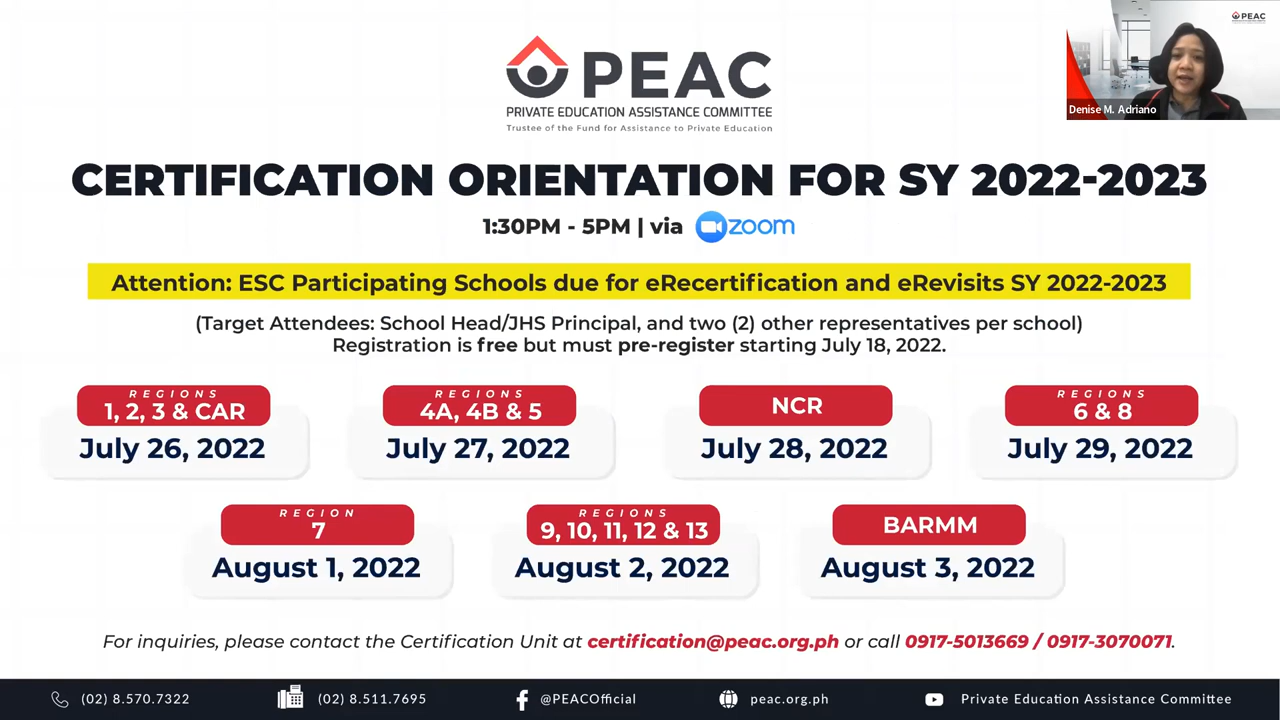 PEAC
PRIVATE EDUCATION ASSISTANCE COMMITTEE
Trustee of the Fund for Assistance to Private Education
PEAC
Denise M. Adriano
CERTIFICATION ORIENTATION FOR SY 2022-2023
1:30PM - 5PM | via zoom
Attention: ESC Participating Schools due for eRecertification and eRevisits SY 2022-2023
(Target Attendees: School Head/JHS Principal, and two (2) other representatives per school)
Registration is free but must pre-register starting July 18, 2022.
REGIONS
1, 2, 3 & CAR
July 26, 2022
REGIONS
4A, 4B & 5
July 27, 2022
NCR
July 28, 2022
REGIONS
6 & 8
July 29, 2022
REGION
7
August 1, 2022
REGIONS
9, 10, 11, 12 & 13
August 2, 2022
BARMM
August 3, 2022
For inquiries, please contact the Certification Unit at certification@peac.org.ph or call 0917-5013669 / 0917-3070071.
(02) 8.570.7322
(02) 8.511.7695
@PEACOfficial
peac.org.ph
Private Education Assistance Committee